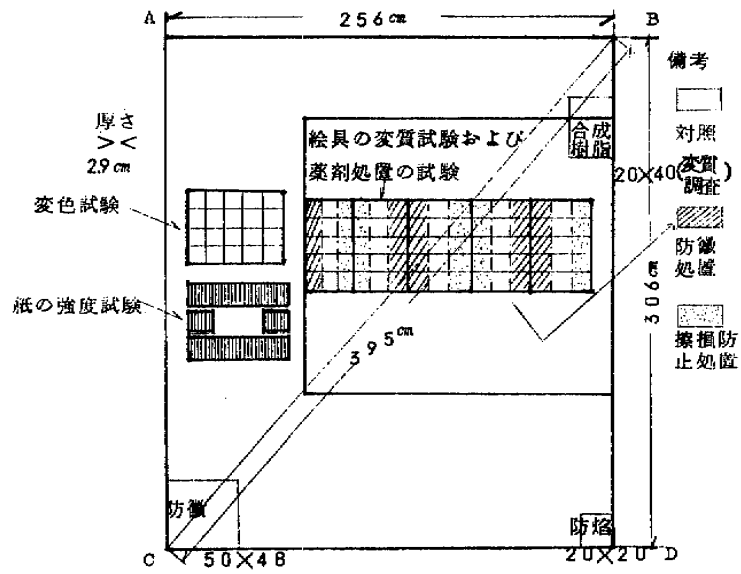 A
256cm
B
備考
対照
(変質
調査)
防黴
処置
擦損防
止処置
厚さ
> <
2.9cm
変色試験
紙の強度試験
絵具の変質試験および
薬剤処置の試験
合成
樹脂
20×40
306cm
395cm
防黴
防焔
C
50×48
20×20
D